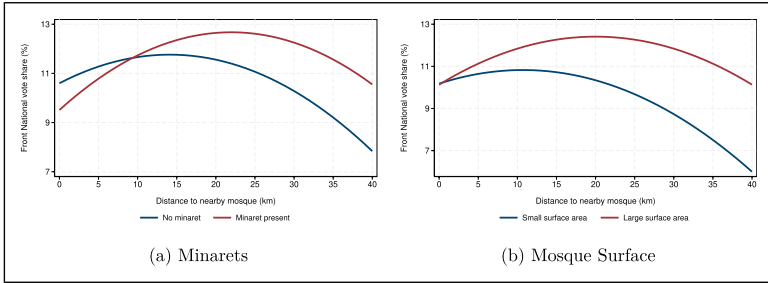 13
11
9
7
Front National vote share (%)
0 5 10 15 20 25 30 35 40
Distance to nearby mosque (km)
No minaret Minaret present
(a) Minarets
13
11
9
7
Front National vote share (%)
0 5 10 15 20 25 30 35 40
Distance to nearby mosque (km)
Small surface area Large surface area
(b) Mosque Surface